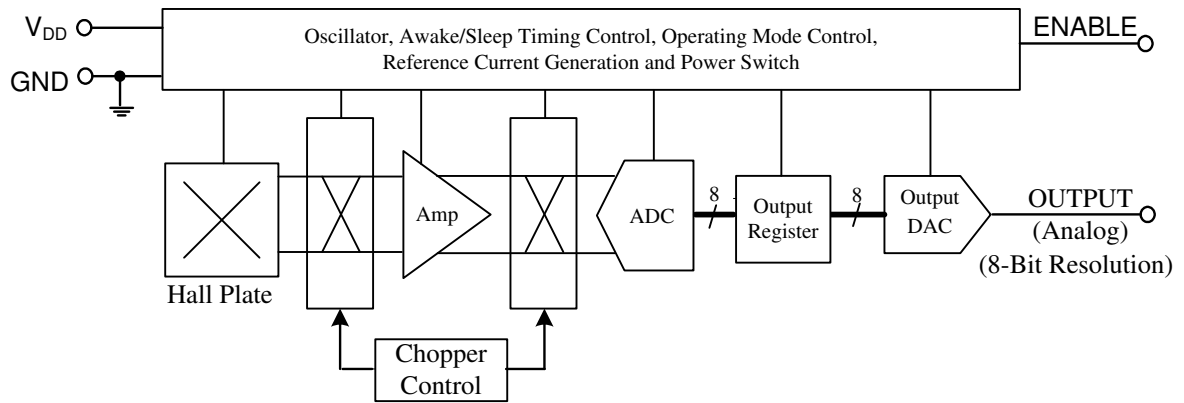 V_DD
GND
Oscillator, Awake/Sleep Timing Control, Operating Mode Control,
Reference Current Generation and Power Switch
ENABLE
Hall Plate
Amp
ADC
8
Output
Register
8
Output
DAC
OUTPUT
(Analog)
(8-Bit Resolution)
Chopper
Control